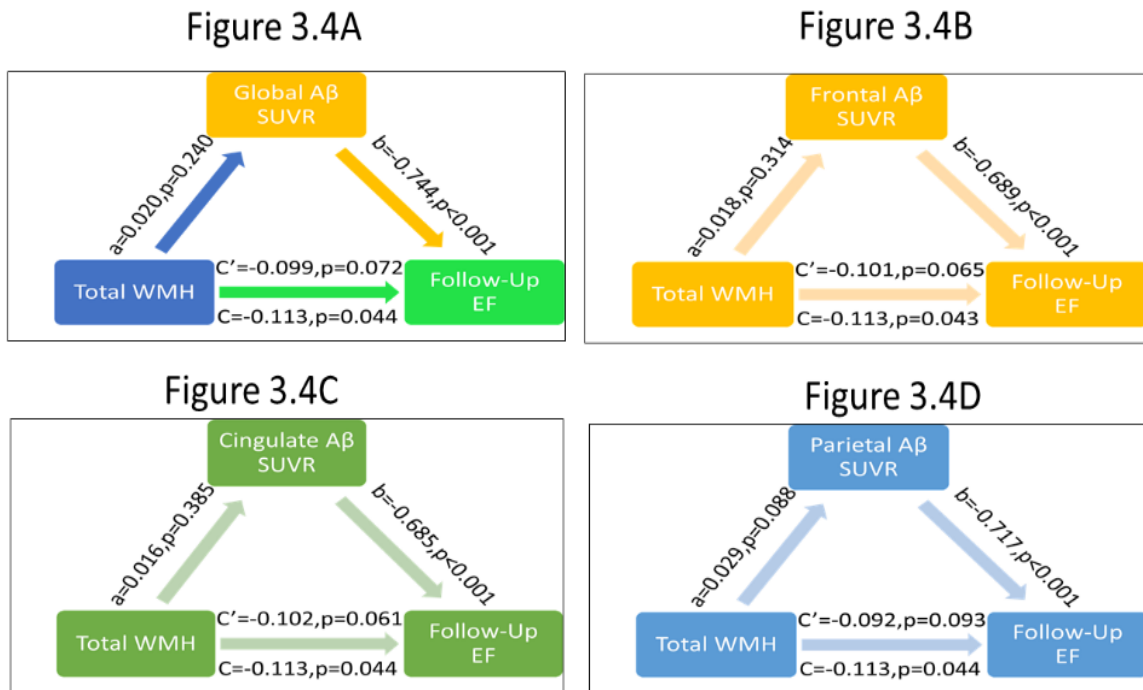 Figure 3.4A
Global Aβ
SUVR
a=0.020,p=0.240
b=-0.744,p<0.001
Total WMH
C’=-0.099,p=0.072
C=-0.113,p=0.044
Follow-Up
EF
Figure 3.4B
Frontal Aβ
SUVR
a=0.018,p=0.314
b=-0.689,p<0.001
Total WMH
C’=-0.101,p=0.065
C=-0.113,p=0.043
Follow-Up
EF
Figure 3.4C
Cingulate Aβ
SUVR
a=0.016,p=0.385
b=-0.685,p<0.001
Total WMH
C’=-0.102,p=0.061
C=-0.113,p=0.044
Follow-Up
EF
Figure 3.4D
Parietal Aβ
SUVR
a=0.029,p=0.088
b=-0.717,p<0.001
Total WMH
C’=-0.092,p=0.093
C=-0.113,p=0.044
Follow-Up
EF